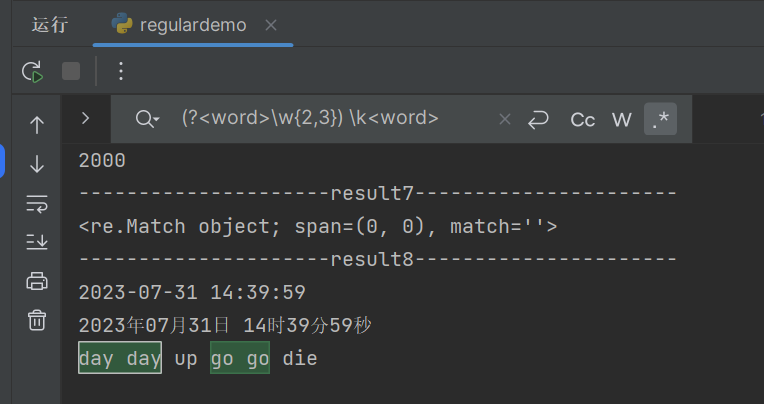 运行 regulardemo
(?<word>\w{2,3}) \k<word> Cc W .*
2000
---------------------result7----------------------
<re.Match object; span=(0, 0), match=''>
---------------------result8----------------------
2023-07-31 14:39:59
2023年07月31日 14时39分59秒
day day up go go die